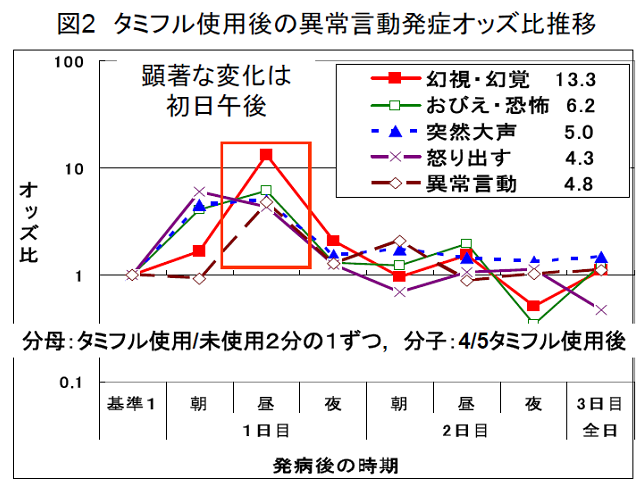 図2 タミフル使用後の異常言動発症オッズ比推移
100
10
1
0.1
オッズ比
顕著な変化は
初日午後
幻視・幻覚 13.3
おびえ・恐怖 6.2
突然大声 5.0
怒り出す 4.3
異常言動 4.8
分母:タミフル使用/未使用2分の1ずつ, 分子:4/5タミフル使用後
基準1 朝 昼 夜 朝 昼 夜 3日目
1日目 2日目 全日
発病後の時期